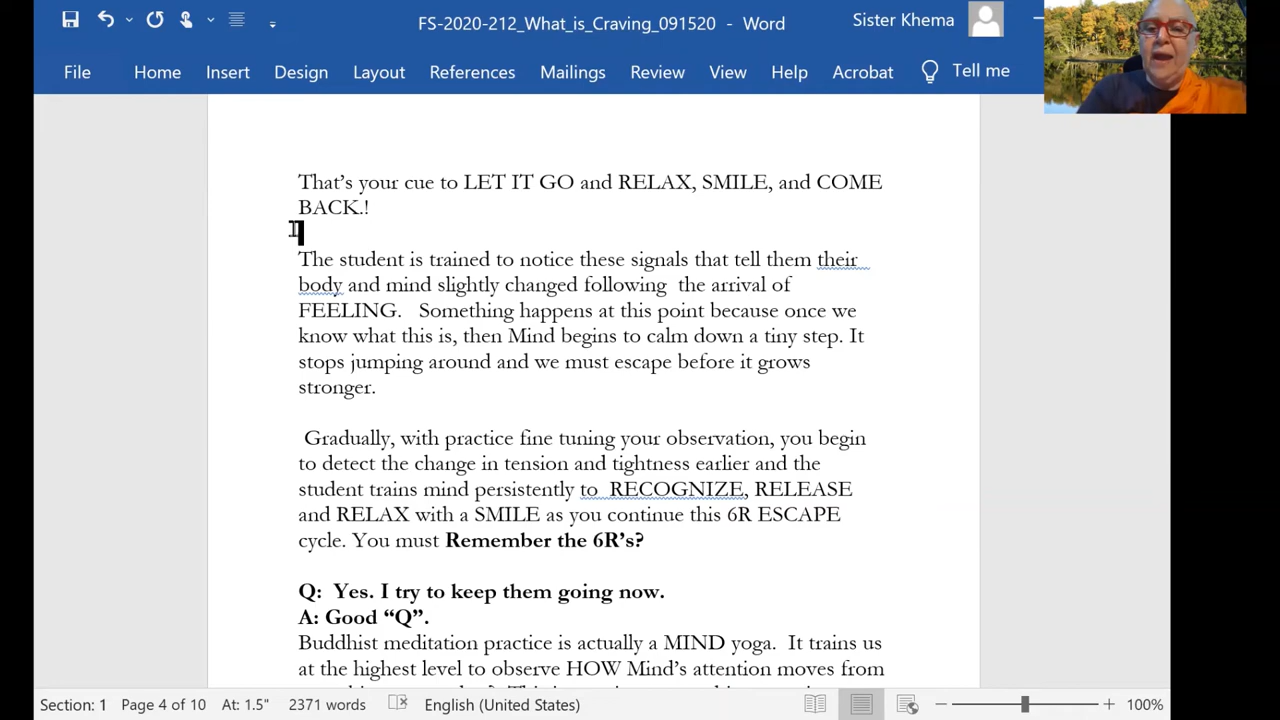 FS-2020-212_What_is_Craving_091520 - Word
Sister Khema
File Home Insert Design Layout References Mailings Review View Help Acrobat Tell me
That's your cue to LET IT GO and RELAX, SMILE, and COME
BACK.!
The student is trained to notice these signals that tell them their
body and mind slightly changed following the arrival of
FEELING. Something happens at this point because once we
know what this is, then Mind begins to calm down a tiny step. It
stops jumping around and we must escape before it grows
stronger.
Gradually, with practice fine tuning your observation, you begin
to detect the change in tension and tightness earlier and the
student trains mind persistently to RECOGNIZE, RELEASE
and RELAX with a SMILE as you continue this 6R ESCAPE
cycle. You must Remember the 6R's?
Q: Yes. I try to keep them going now.
A: Good “Q”.
Buddhist meditation practice is actually a MIND yoga. It trains us
at the highest level to observe HOW Mind's attention moves from
Section: 1 Page 4 of 10 At: 1.5" 2371 words English (United States) 100%